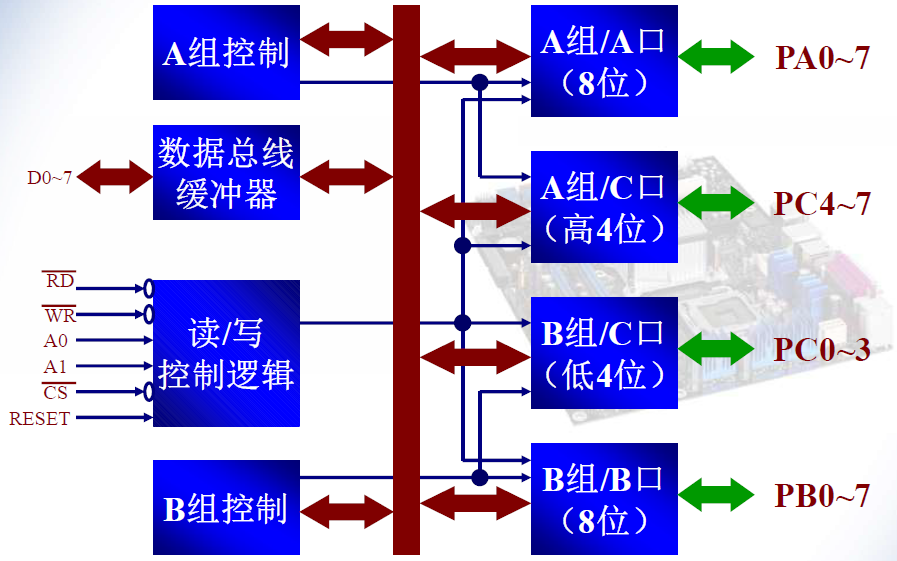 A组控制
A组/A口
（8位）
PA0~7
D0~7
数据总线
缓冲器
A组/C口
（高4位）
PC4~7
RD
WR
A0
A1
CS
RESET
读/写
控制逻辑
B组/C口
（低4位）
PC0~3
B组控制
B组/B口
（8位）
PB0~7